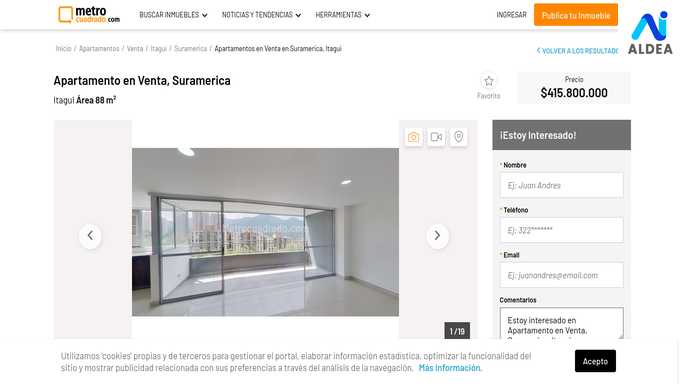 metro
cuadrado.com
BUSCAR INMUEBLES
NOTICIAS Y TENDENCIAS
HERRAMIENTAS
INGRESAR
Publica tu Inmueble
ALDEA
Inicio / Apartamentos / Venta / Itagui / Suramerica / Apartamentos en Venta en Suramerica, Itagui
VOLVER A LOS RESULTAD
Apartamento en Venta, Suramerica
Itagui Área 88 m²
Favorito
Precio
$415.800.000
metrocuadrado.com
1 / 19
¡Estoy Interesado!
* Nombre
Ej: Juan Andres
* Teléfono
Ej: 322*******
* Email
Ej: juanandres@email.com
Comentarios
Estoy interesado en
Apartamento en Venta,
Utilizamos 'cookies' propias y de terceros para gestionar el portal, elaborar información estadística, optimizar la funcionalidad del
sitio y mostrar publicidad relacionada con sus preferencias a través del análisis de la navegación. Más información.
Acepto